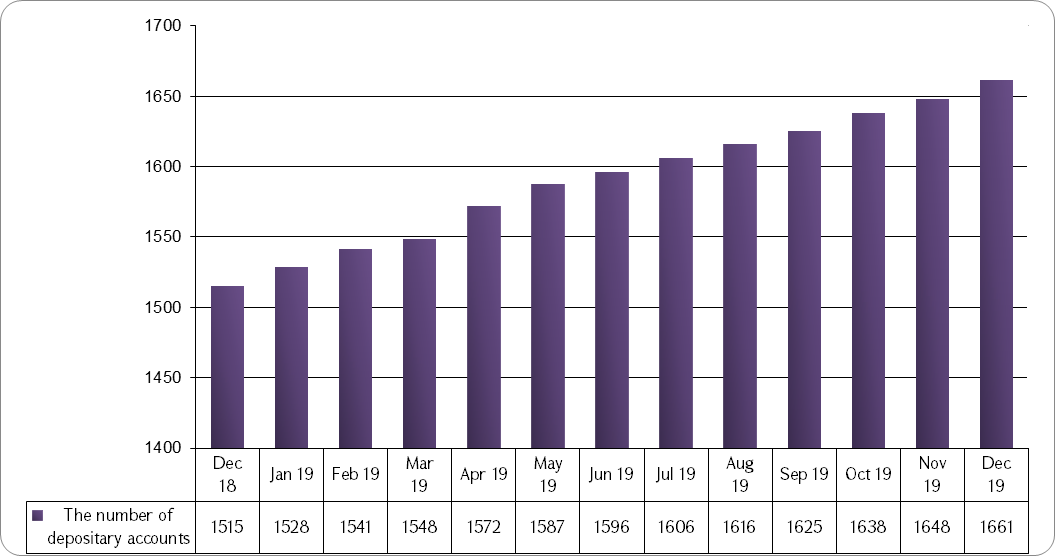 1700
1650
1600
1550
1500
1450
1400
Dec
18
Jan 19
Feb 19
Mar
19
Apr 19
May
19
Jun 19
Jul 19
Aug
19
Sep 19
Oct 19
Nov
19
Dec
19
The number of
depositary accounts
1515 1528 1541 1548 1572 1587 1596 1606 1616 1625 1638 1648 1661